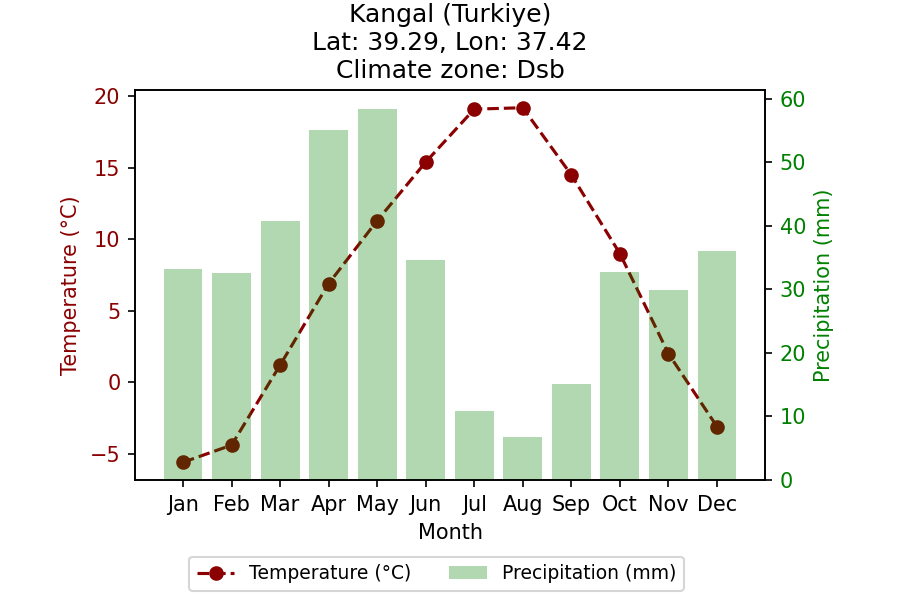 Kangal (Turkiye)
Lat: 39.29, Lon: 37.42
Climate zone: Dsb
20
15
10
5
0
−5
Temperature (°C)
60
50
40
30
20
10
0
Precipitation (mm)
Jan Feb Mar Apr May Jun Jul Aug Sep Oct Nov Dec
Month
Temperature (°C) Precipitation (mm)